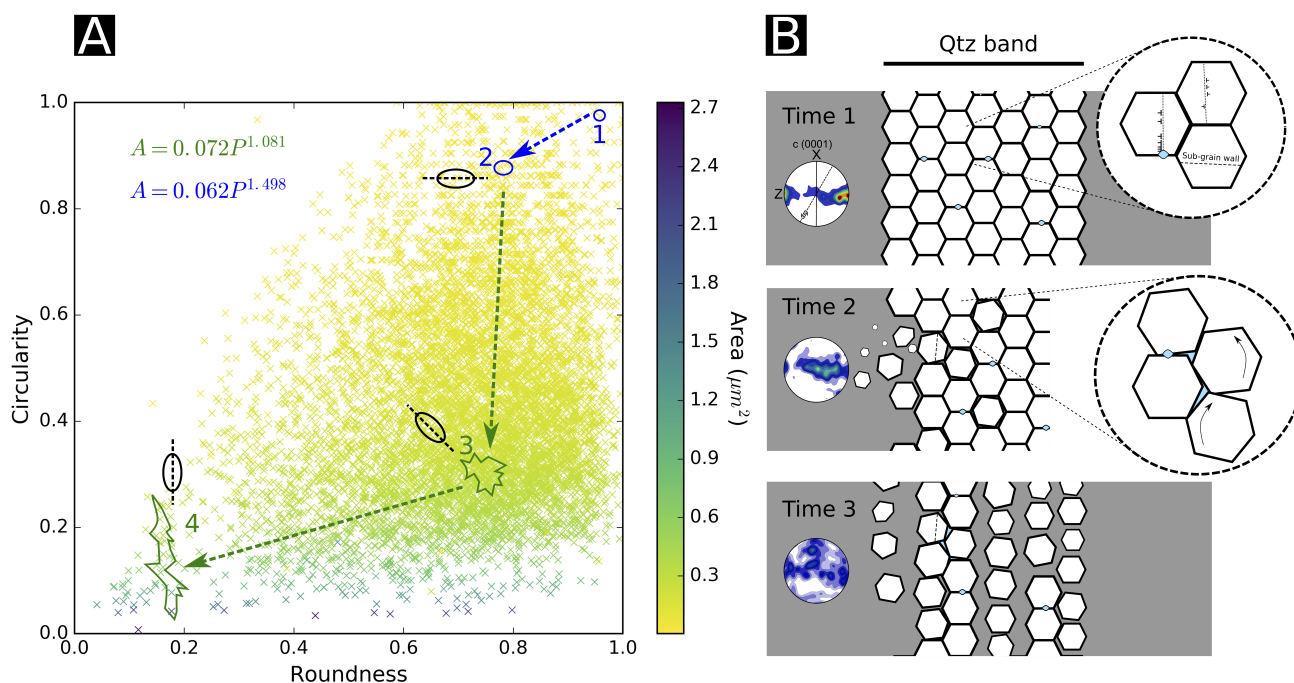 A
A = 0.072P^1.081
A = 0.062P^1.498
1
2
3
4
Circularity
1.0
0.8
0.6
0.4
0.2
0.0
0.0 0.2 0.4 0.6 0.8 1.0
Roundness
2.7
2.4
2.1
1.8
1.5
1.2
0.9
0.6
0.3
Area (μm²)
B
Qtz band
Time 1
c (0001)
X
Z
Sub-grain wall
Time 2
Time 3